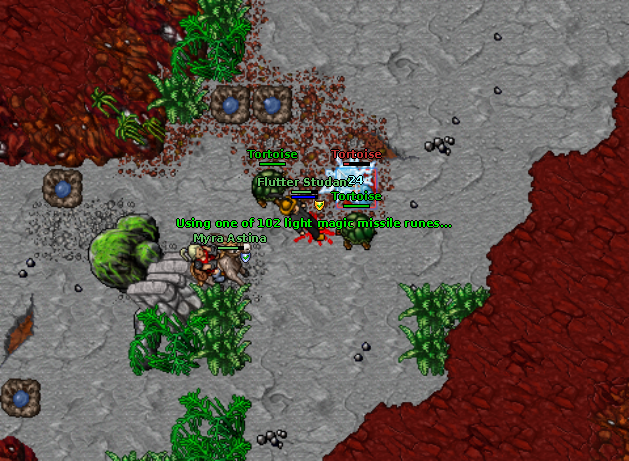 Tortoise
Tortoise
Flutter Studan
24
Tortoise
Using one of 102 light magic missile runes...
Myra Astina